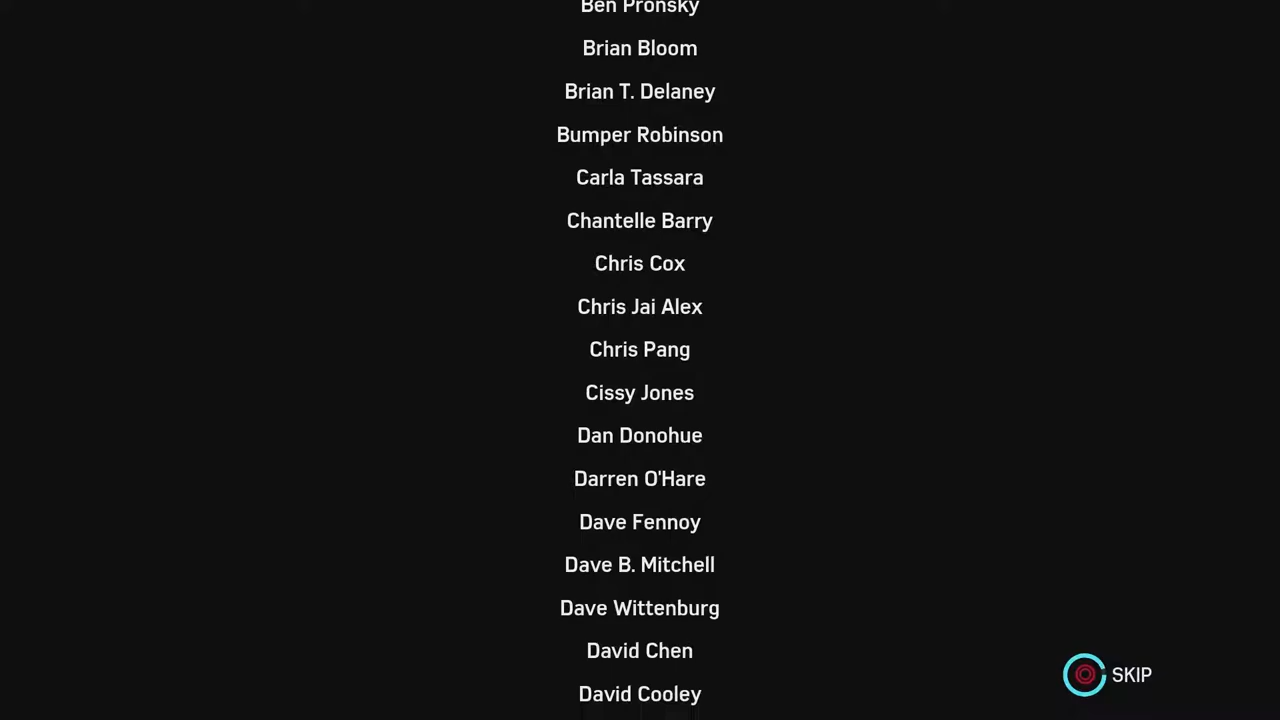 Ben Pronsky
Brian Bloom
Brian T. Delaney
Bumper Robinson
Carla Tassara
Chantelle Barry
Chris Cox
Chris Jai Alex
Chris Pang
Cissy Jones
Dan Donohue
Darren O'Hare
Dave Fennoy
Dave B. Mitchell
Dave Wittenburg
David Chen
David Cooley
SKIP